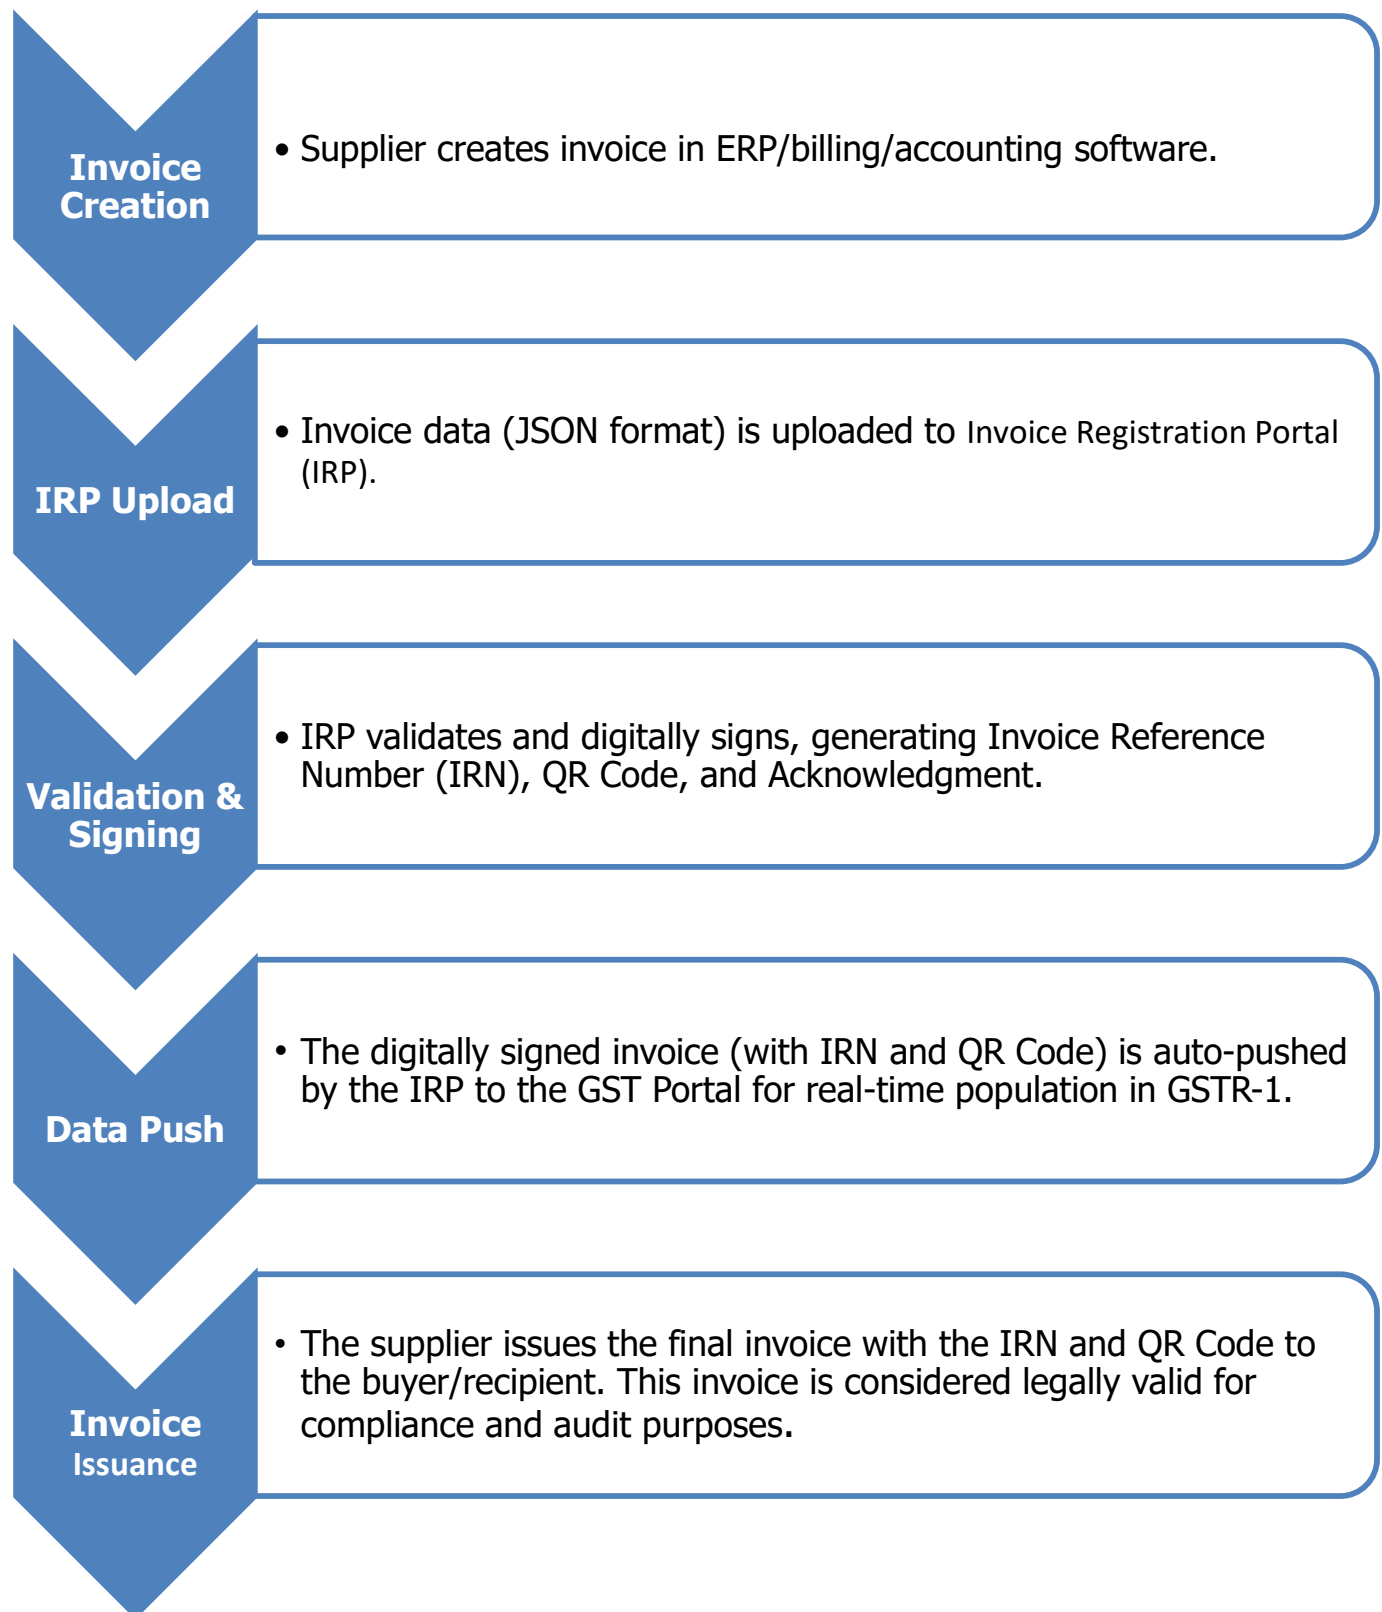 Invoice
Creation
• Supplier creates invoice in ERP/billing/accounting software.
IRP Upload
• Invoice data (JSON format) is uploaded to Invoice Registration Portal
(IRP).
Validation &
Signing
• IRP validates and digitally signs, generating Invoice Reference
Number (IRN), QR Code, and Acknowledgment.
Data Push
• The digitally signed invoice (with IRN and QR Code) is auto-pushed
by the IRP to the GST Portal for real-time population in GSTR-1.
Invoice
Issuance
• The supplier issues the final invoice with the IRN and QR Code to
the buyer/recipient. This invoice is considered legally valid for
compliance and audit purposes.